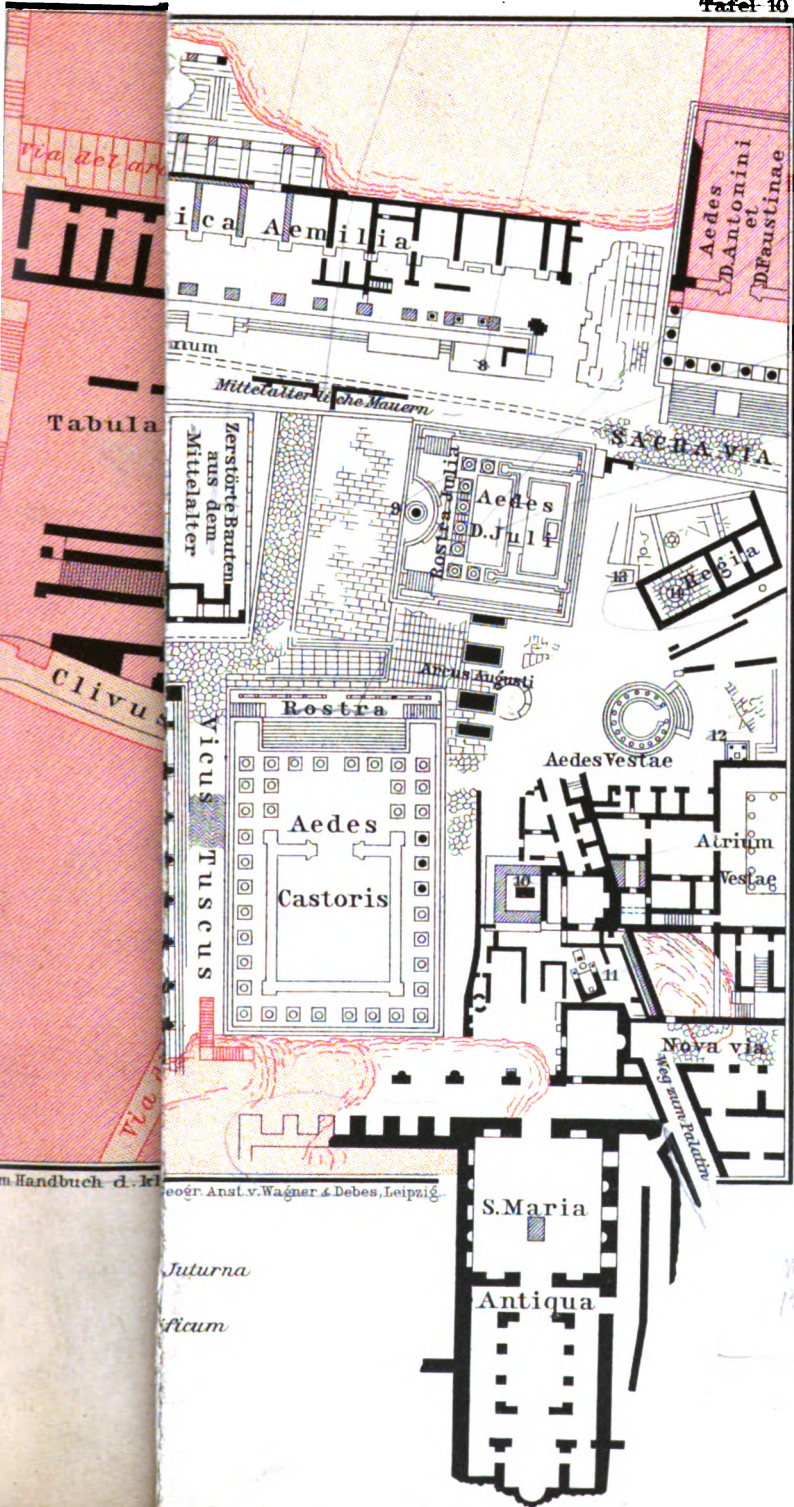 Tafel 10
Via del
ica Aemilia
Aedes
D.Antonini
et
D.Faustinae
num
8
Mittelalterliche Mauern
SACRA VIA
Tabula
Zerstörte Bauten
aus dem
Mittelalter
9
Rostra Julia
Aedes
D.Juli
13
Regia
14
Clivus
Arcus Augusti
Rostra
12
Aedes Vestae
Vicus Tuscus
Aedes
Castoris
Atrium
Vestae
10
11
Nova via
Weg zum Palatin
Via
Handbuch d. kl
eogr. Anst.v.Wagner & Debes, Leipzig.
S.Maria
Antiqua
Juturna
ficum